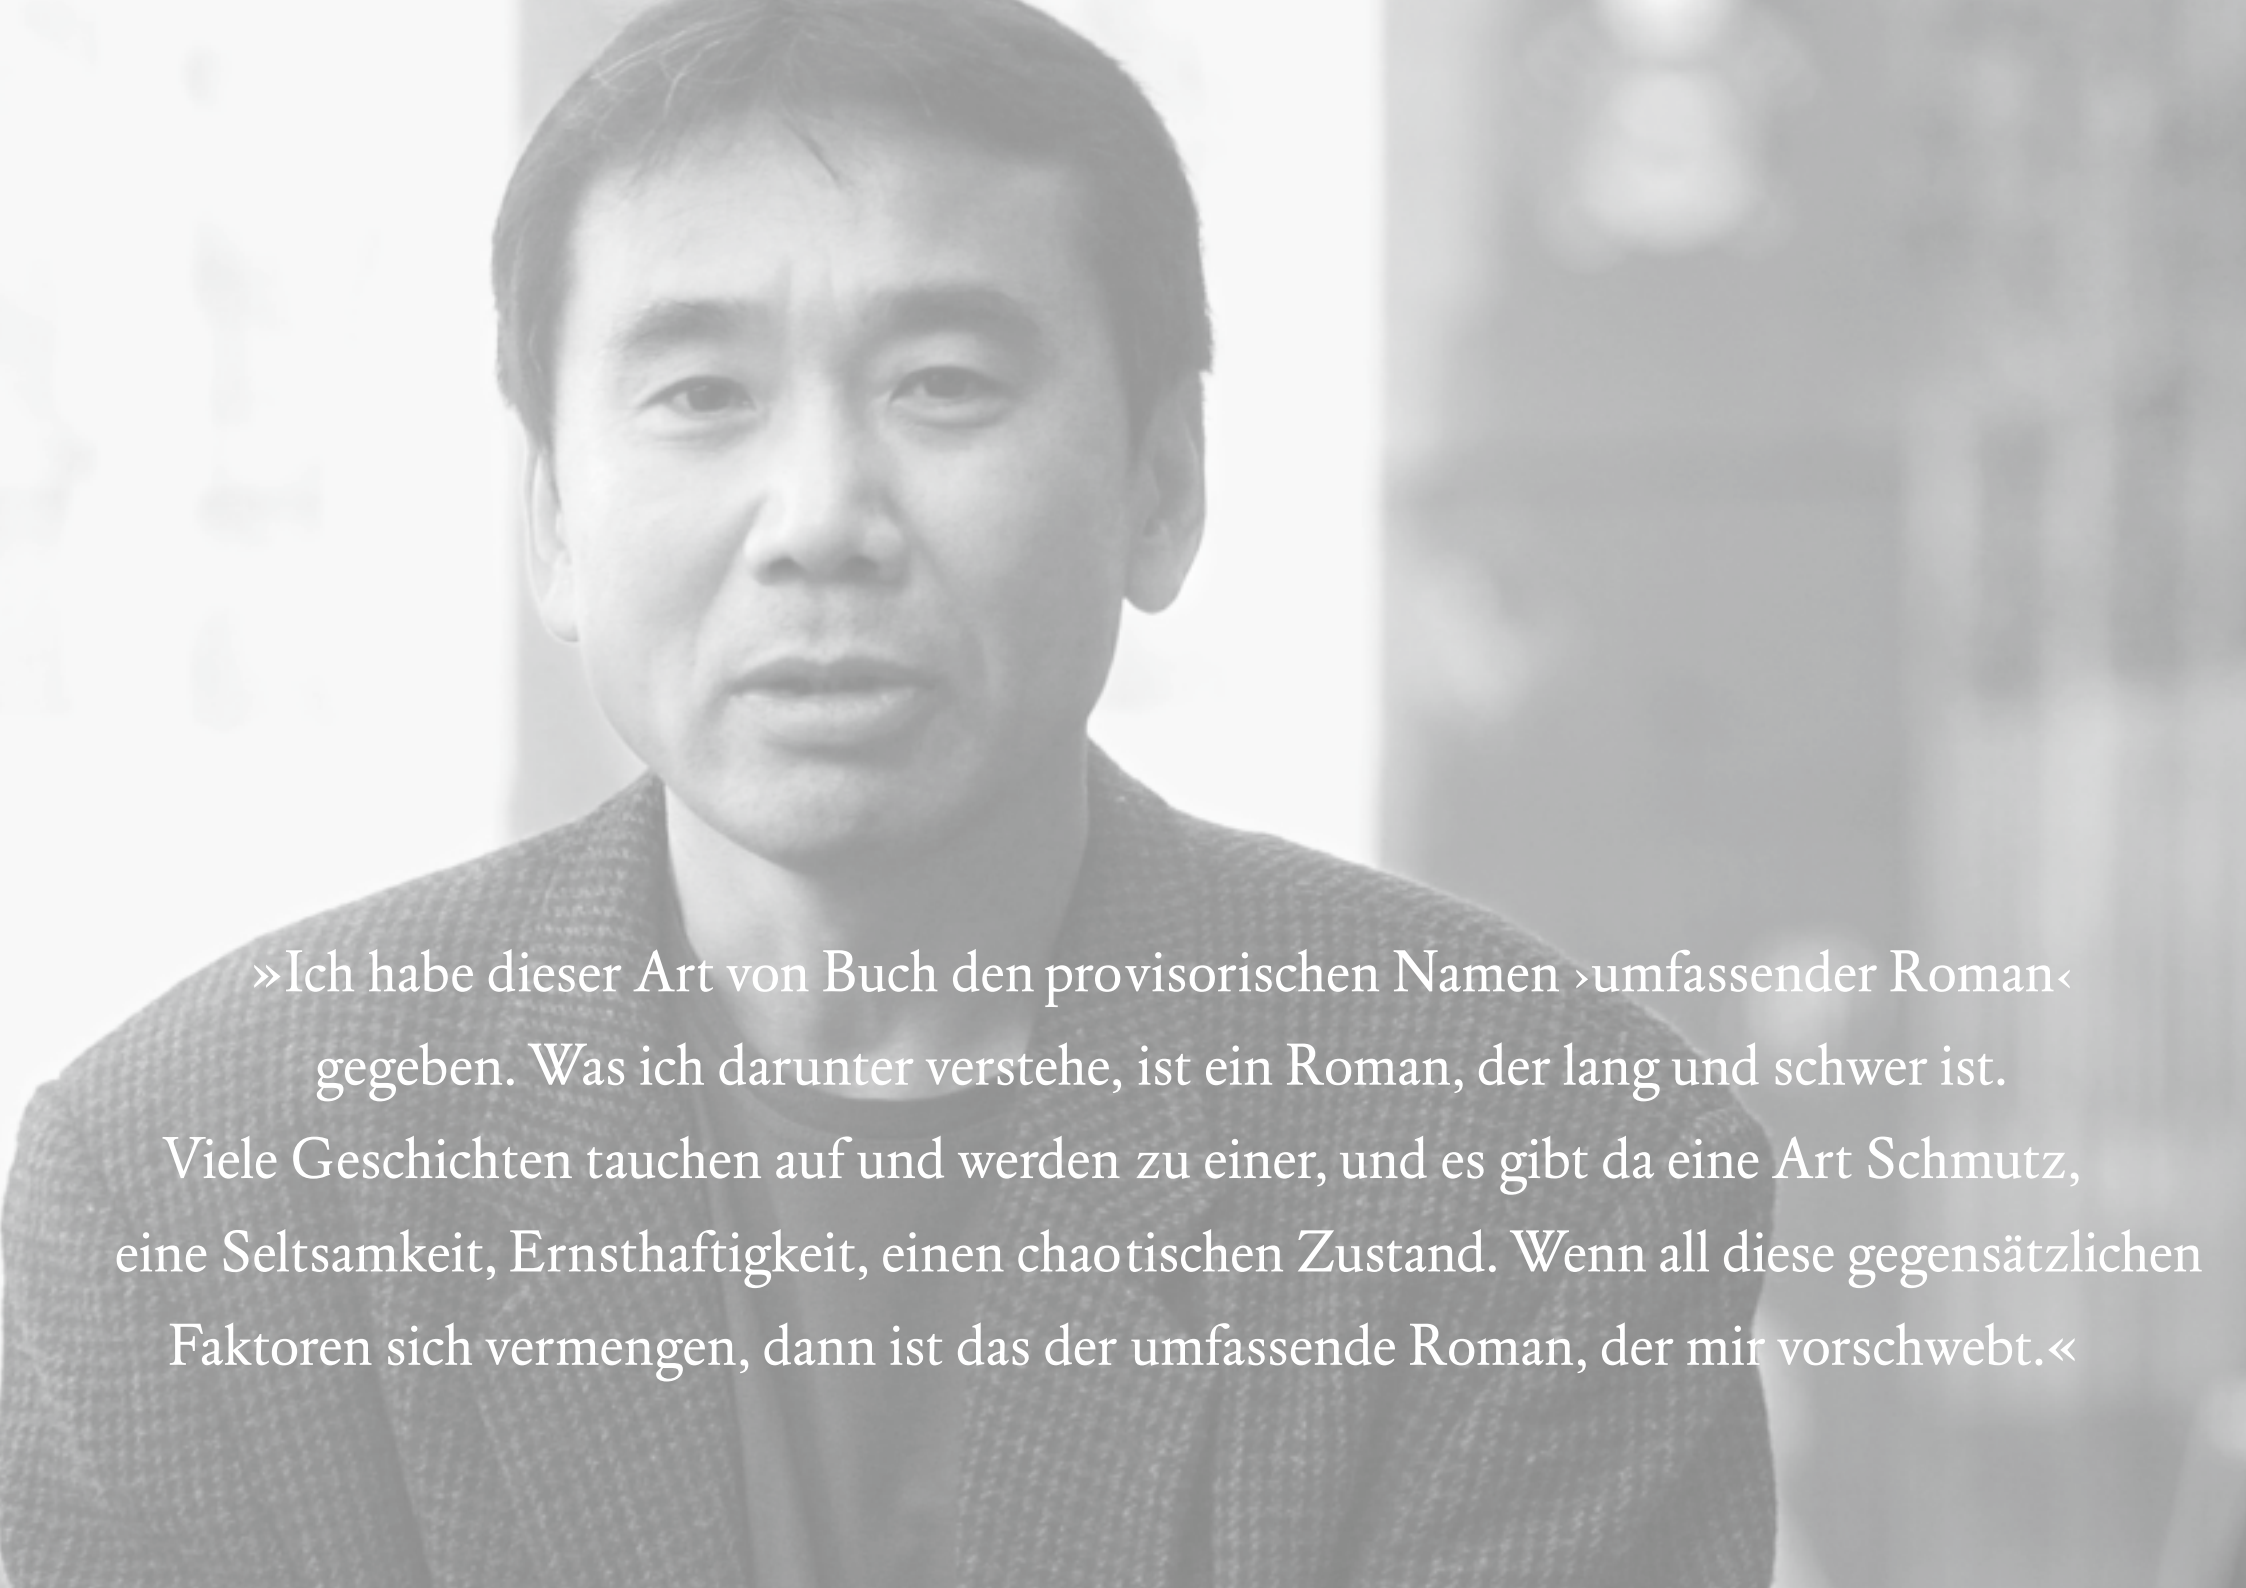 »Ich habe dieser Art von Buch den provisorischen Namen ›umfassender Roman‹
gegeben. Was ich darunter verstehe, ist ein Roman, der lang und schwer ist.
Viele Geschichten tauchen auf und werden zu einer, und es gibt da eine Art Schmutz,
eine Seltsamkeit, Ernsthaftigkeit, einen chaotischen Zustand. Wenn all diese gegensätzlichen
Faktoren sich vermengen, dann ist das der umfassende Roman, der mir vorschwebt.«